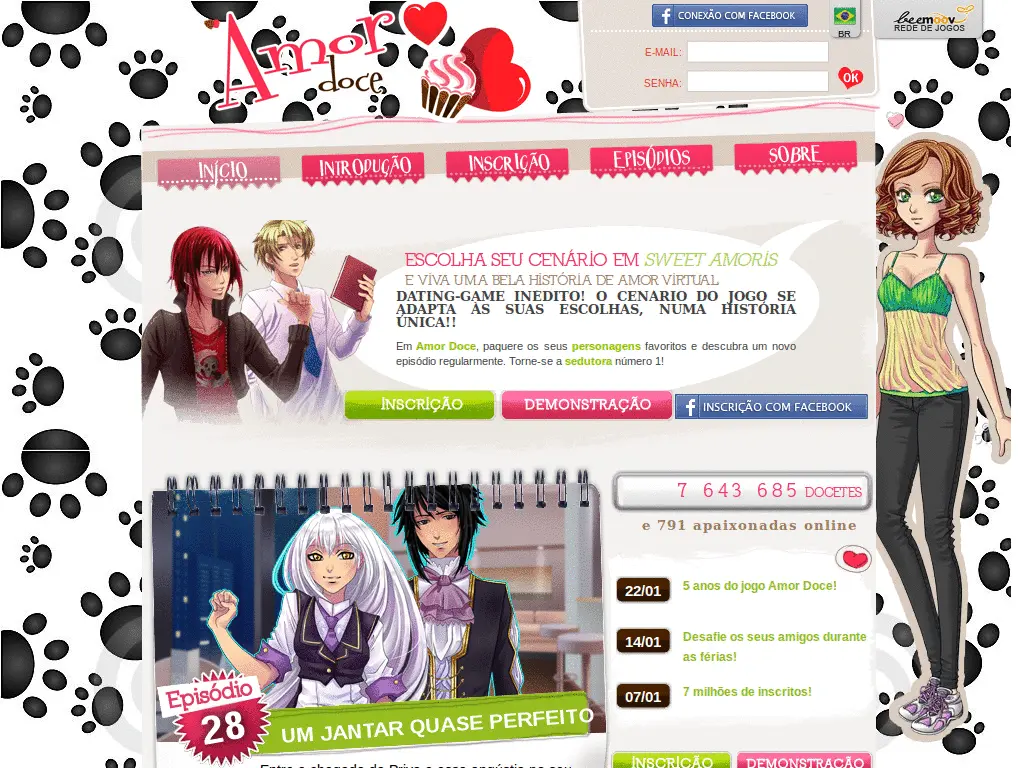 Amor doce
CONEXÃO COM FACEBOOK
BR
beemoov
REDE DE JOGOS
E-MAIL:
SENHA:
OK
INÍCIO
INTRODUÇÃO
INSCRIÇÃO
EPISÓDIOS
SOBRE
ESCOLHA SEU CENÁRIO EM SWEET AMORIS
E VIVA UMA BELA HISTÓRIA DE AMOR VIRTUAL
DATING-GAME INEDITO! O CENARIO DO JOGO SE
ADAPTA ÀS SUAS ESCOLHAS, NUMA HISTÓRIA
ÚNICA!!
Em Amor Doce, paquere os seus personagens favoritos e descubra um novo
episódio regularmente. Torne-se a sedutora número 1!
INSCRIÇÃO
DEMONSTRAÇÃO
INSCRIÇÃO COM FACEBOOK
7 643 685 DOCETES
e 791 apaixonadas online
22/01 5 anos do jogo Amor Doce!
14/01 Desafie os seus amigos durante
as férias!
07/01 7 milhões de inscritos!
Episódio
28
UM JANTAR QUASE PERFEITO
INSCRIÇÃO
DEMONSTRAÇÃO